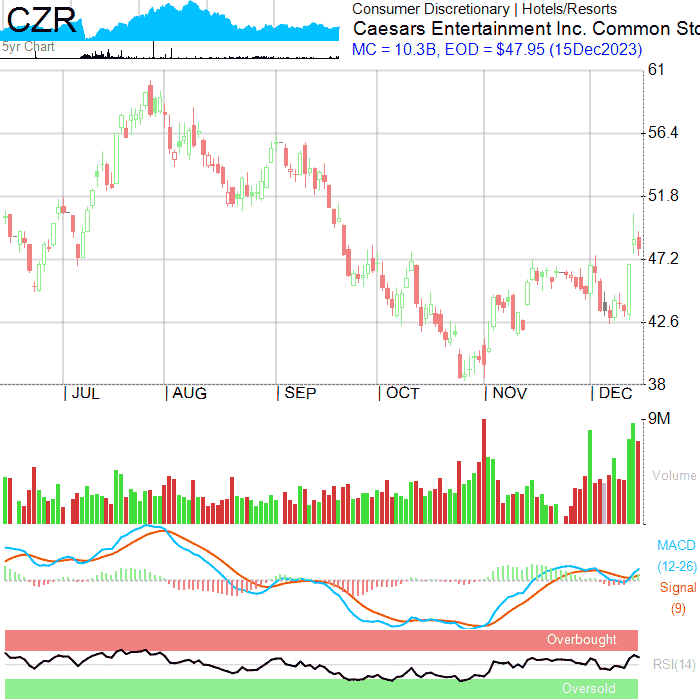 CZR
Consumer Discretionary | Hotels/Resorts
Caesars Entertainment Inc. Common Sto
5yr Chart
MC = 10.3B, EOD = $47.95 (15Dec2023)
61
56.4
51.8
47.2
42.6
38
| JUL | AUG | SEP | OCT | NOV | DEC
9M
Volume
MACD
(12-26)
Signal
(9)
Overbought
RSI(14)
Oversold